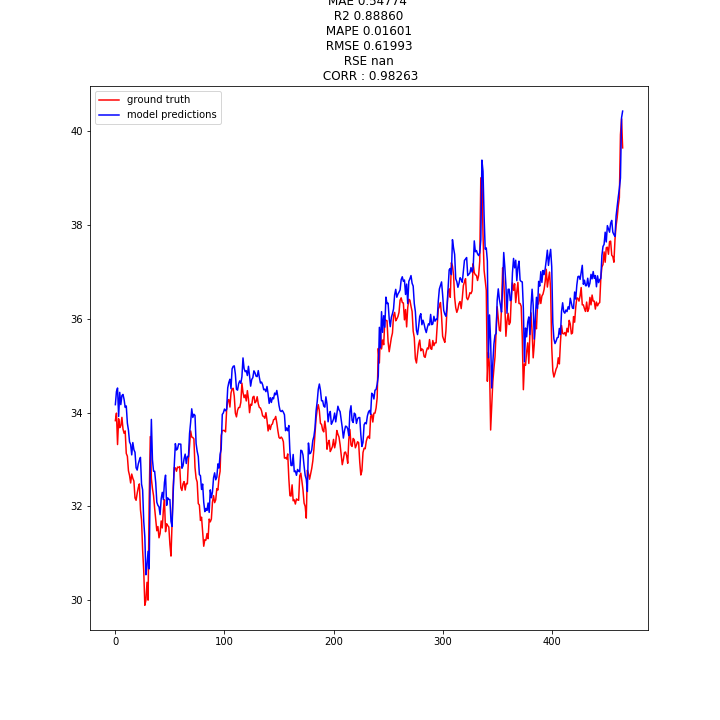 MAE 0.54774
R2 0.88860
MAPE 0.01601
RMSE 0.61993
RSE nan
CORR : 0.98263
ground truth
model predictions
40
38
36
34
32
30
0 100 200 300 400